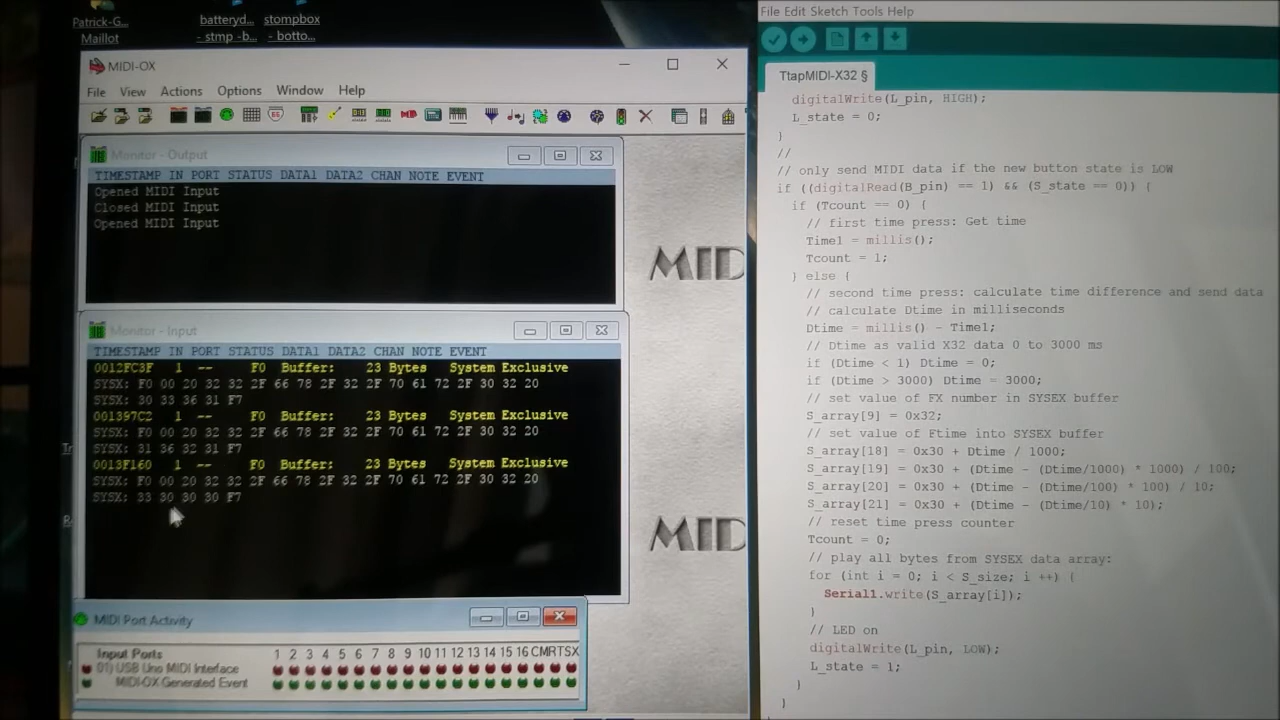 Patrick-G...
Maillot
batteryd...
- stmp -b...
stompbox
- botto...
MIDI-OX
File View Actions Options Window Help
Monitor - Output
TIMESTAMP IN PORT STATUS DATA1 DATA2 CHAN NOTE EVENT
Opened MIDI Input
Closed MIDI Input
Opened MIDI Input
MID
Monitor - Input
TIMESTAMP IN PORT STATUS DATA1 DATA2 CHAN NOTE EVENT
0012FC3F 1 -- F0 Buffer: 23 Bytes System Exclusive
SYSX: F0 00 20 32 32 2F 66 78 2F 32 2F 70 61 72 2F 30 32 20
SYSX: 30 33 36 31 F7
001397C2 1 -- F0 Buffer: 23 Bytes System Exclusive
SYSX: F0 00 20 32 32 2F 66 78 2F 32 2F 70 61 72 2F 30 32 20
SYSX: 31 36 32 31 F7
0013F160 1 -- F0 Buffer: 23 Bytes System Exclusive
SYSX: F0 00 20 32 32 2F 66 78 2F 32 2F 70 61 72 2F 30 32 20
SYSX: 33 30 30 30 F7
MID
MIDI Port Activity
Input Ports 1 2 3 4 5 6 7 8 9 10 11 12 13 14 15 16 CM RT SX
01) USB Uno MIDI Interface
MIDI-OX Generated Event
File Edit Sketch Tools Help
TtapMIDI-X32 §
digitalWrite(L_pin, HIGH);
L_state = 0;
}
//
// only send MIDI data if the new button state is LOW
if ((digitalRead(B_pin) == 1) && (S_state == 0)) {
if (Tcount == 0) {
// first time press: Get time
Time1 = millis();
Tcount = 1;
} else {
// second time press: calculate time difference and send data
// calculate Dtime in milliseconds
Dtime = millis() - Time1;
// Dtime as valid X32 data 0 to 3000 ms
if (Dtime < 1) Dtime = 0;
if (Dtime > 3000) Dtime = 3000;
// set value of FX number in SYSEX buffer
S_array[9] = 0x32;
// set value of Ftime into SYSEX buffer
S_array[18] = 0x30 + Dtime / 1000;
S_array[19] = 0x30 + (Dtime - (Dtime/1000) * 1000) / 100;
S_array[20] = 0x30 + (Dtime - (Dtime/100) * 100) / 10;
S_array[21] = 0x30 + (Dtime - (Dtime/10) * 10);
// reset time press counter
Tcount = 0;
// play all bytes from SYSEX data array:
for (int i = 0; i < S_size; i ++) {
Serial1.write(S_array[i]);
}
// LED on
digitalWrite(L_pin, LOW);
L_state = 1;
}
}